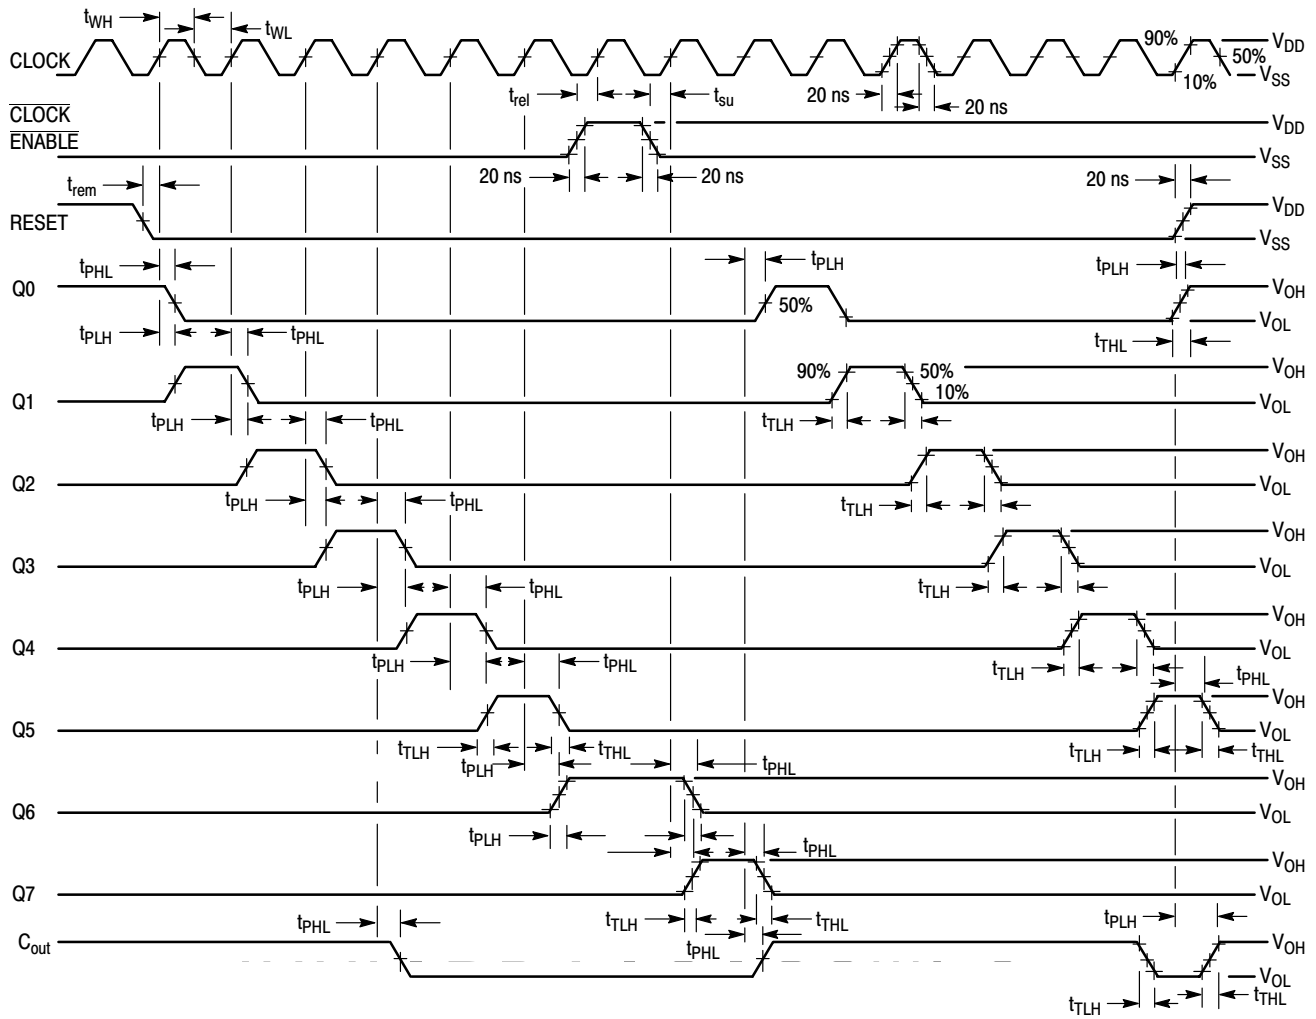 tWH
tWL
CLOCK
90%
VDD
50%
10%
VSS
trel
tsu
20 ns
20 ns
CLOCK
ENABLE
VDD
VSS
trem
20 ns
20 ns
20 ns
RESET
VDD
VSS
tPHL
tPLH
tPLH
Q0
50%
VOH
VOL
tPLH
tPHL
tTHL
Q1
90%
50%
10%
VOH
VOL
tPLH
tPHL
tTLH
Q2
VOH
VOL
tPLH
tPHL
tTLH
Q3
VOH
VOL
tPLH
tPHL
tTLH
Q4
VOH
VOL
tPLH
tPHL
tTLH
tPHL
Q5
VOH
VOL
tTLH
tTHL
tTLH
tTHL
tPLH
tPHL
Q6
VOH
VOL
tPLH
tPHL
Q7
VOH
VOL
tPHL
tTLH
tTHL
tPLH
tPHL
Cout
VOH
VOL
tTLH
tTHL